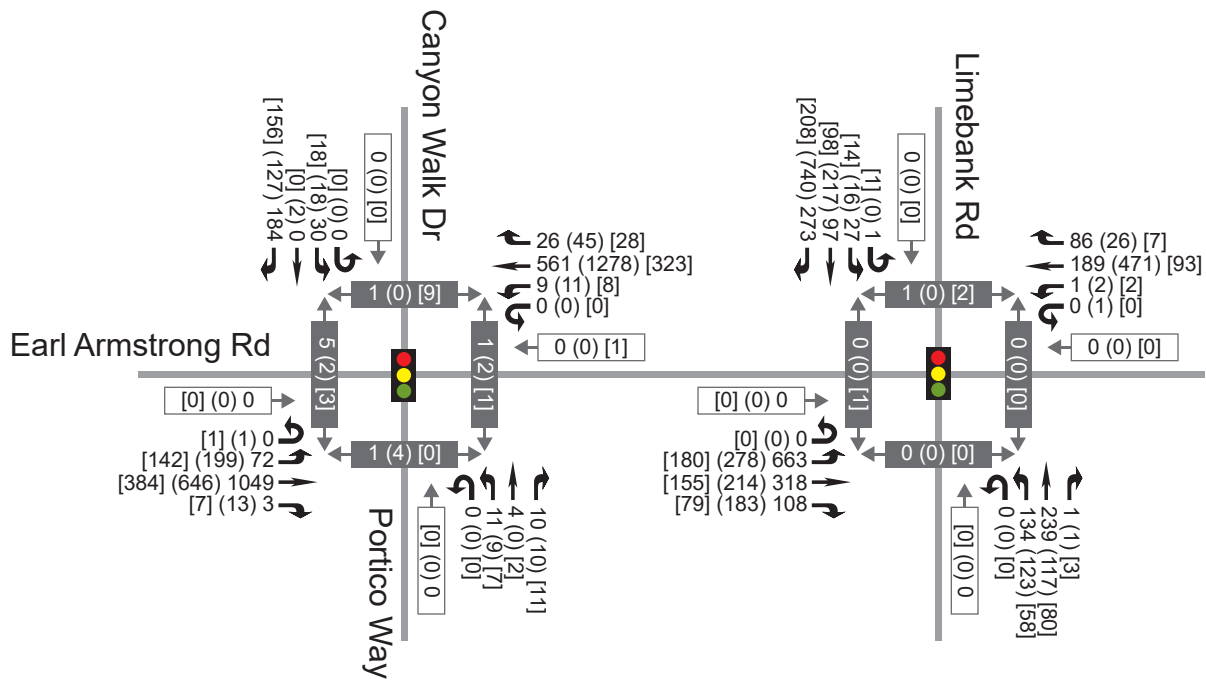 Canyon Walk Dr
Limebank Rd
Earl Armstrong Rd
Portico Way
[156] (127) 184
[0] (2) 0
[18] (18) 30
[0] (0) 0
0 (0) [0]
26 (45) [28]
561 (1278) [323]
9 (11) [8]
0 (0) [0]
1 (0) [9]
5 (2) [3]
1 (2) [1]
0 (0) [1]
[0] (0) 0
[1] (1) 0
[142] (199) 72
[384] (646) 1049
[7] (13) 3
1 (4) [0]
[0] (0) 0
0 (0) [0]
11 (9) [7]
4 (0) [2]
10 (10) [11]
[208] (740) 273
[98] (217) 97
[14] (16) 27
[1] (0) 1
0 (0) [0]
86 (26) [7]
189 (471) [93]
1 (2) [2]
0 (1) [0]
1 (0) [2]
0 (0) [1]
0 (0) [0]
0 (0) [0]
[0] (0) 0
[0] (0) 0
[180] (278) 663
[155] (214) 318
[79] (183) 108
0 (0) [0]
[0] (0) 0
0 (0) [0]
134 (123) [58]
239 (117) [80]
1 (1) [3]